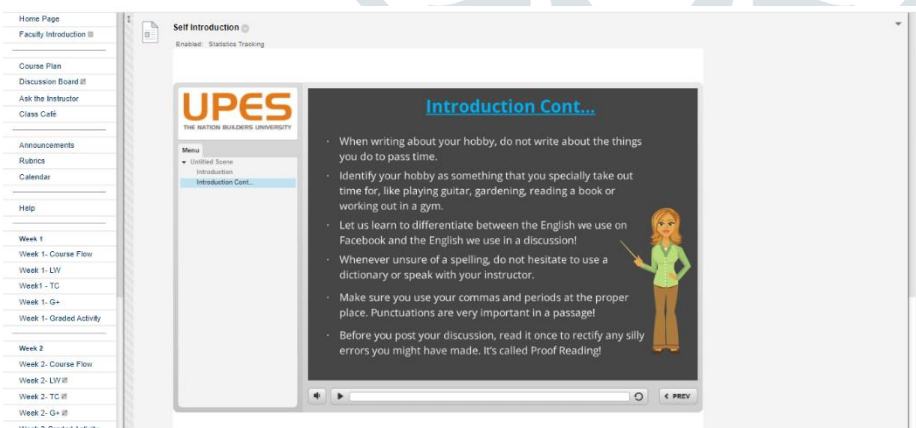 Home Page
Faculty Introduction
Course Plan
Discussion Board
Ask the Instructor
Class Café
Announcements
Rubrics
Calendar
Help
Week 1
Week 1- Course Flow
Week 1- LW
Week1 - TC
Week 1- G+
Week 1- Graded Activity
Week 2
Week 2- Course Flow
Week 2- LW
Week 2- TC
Week 2- G+
Week 2-Graded Activity
Self Introduction
Enabled: Statistics Tracking
UPES
THE NATION BUILDERS UNIVERSITY
Menu
Untitled Scene
Introduction
Introduction Cont...
Introduction Cont...
· When writing about your hobby, do not write about the things
you do to pass time.
· Identify your hobby as something that you specially take out
time for, like playing guitar, gardening, reading a book or
working out in a gym.
· Let us learn to differentiate between the English we use on
Facebook and the English we use in a discussion!
· Whenever unsure of a spelling, do not hesitate to use a
dictionary or speak with your instructor.
· Make sure you use your commas and periods at the proper
place. Punctuations are very important in a passage!
· Before you post your discussion, read it once to rectify any silly
errors you might have made. It's called Proof Reading!
PREV